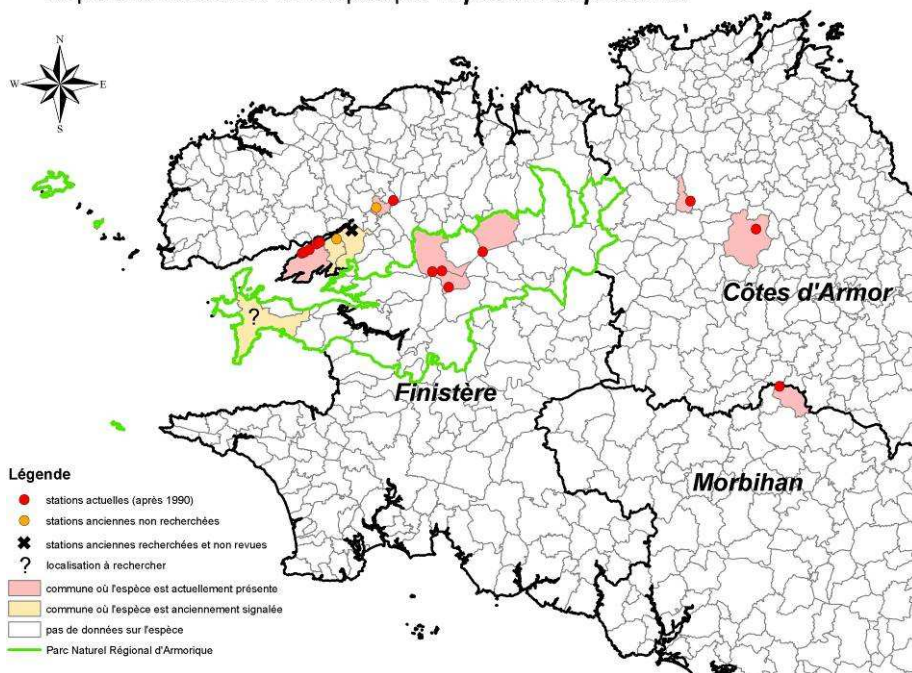 N
W E
S
?
Côtes d'Armor
Finistère
Morbihan
Légende
stations actuelles (après 1990)
stations anciennes non recherchées
stations anciennes recherchées et non revues
? localisation à rechercher
commune où l'espèce est actuellement présente
commune où l'espèce est anciennement signalée
pas de données sur l'espèce
Parc Naturel Régional d'Armorique